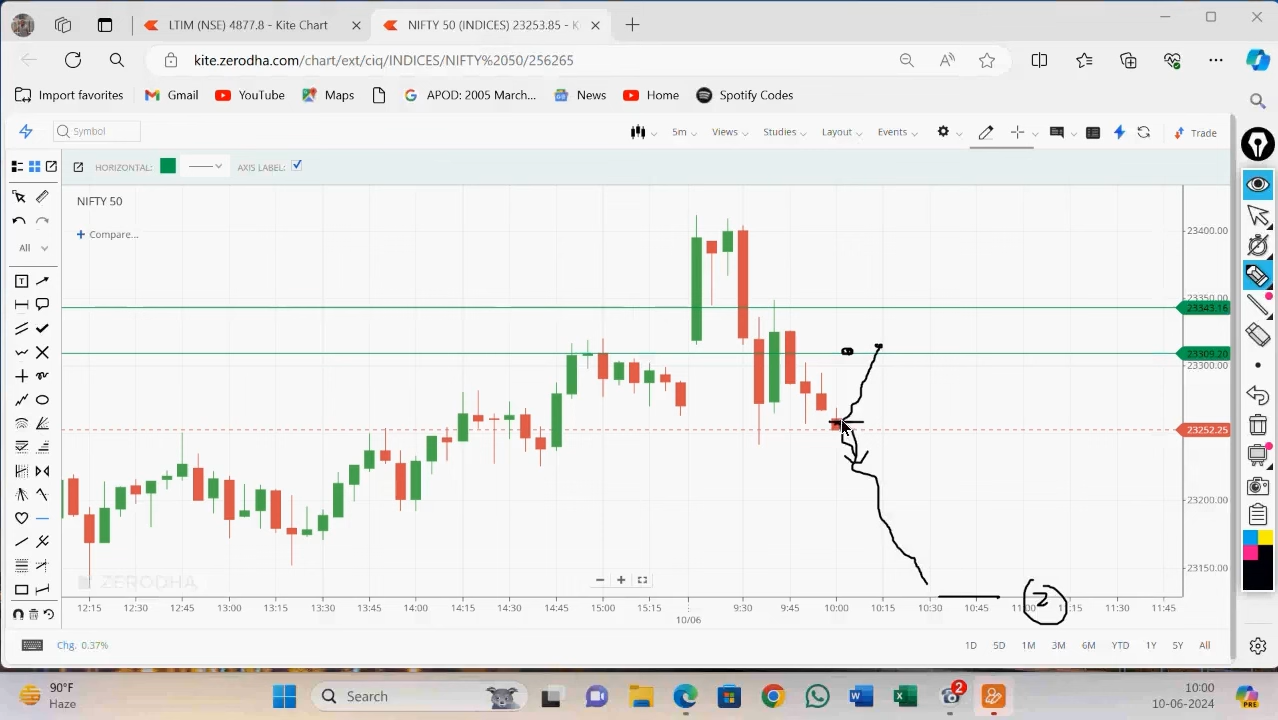 LTIM (NSE) 4877.8 - Kite Chart
NIFTY 50 (INDICES) 23253.85 - K
kite.zerodha.com/chart/ext/ciq/INDICES/NIFTY%2050/256265
Import favorites Gmail YouTube Maps APOD: 2005 March... News Home Spotify Codes
Symbol 5m Views Studies Layout Events Trade
HORIZONTAL: AXIS LABEL:
NIFTY 50
Compare...
All
23400.00
23350.00
23343.16
23309.20
23300.00
23252.25
23200.00
23150.00
ZERODHA
2
12:15 12:30 12:45 13:00 13:15 13:30 13:45 14:00 14:15 14:30 14:45 15:00 15:15 9:30 9:45 10:00 10:15 10:30 10:45 11:00 11:15 11:30 11:45
10/06
Chg. 0.37% 1D 5D 1M 3M 6M YTD 1Y 5Y All
90°F
Haze
Search
2
PRE
10:00
10-06-2024